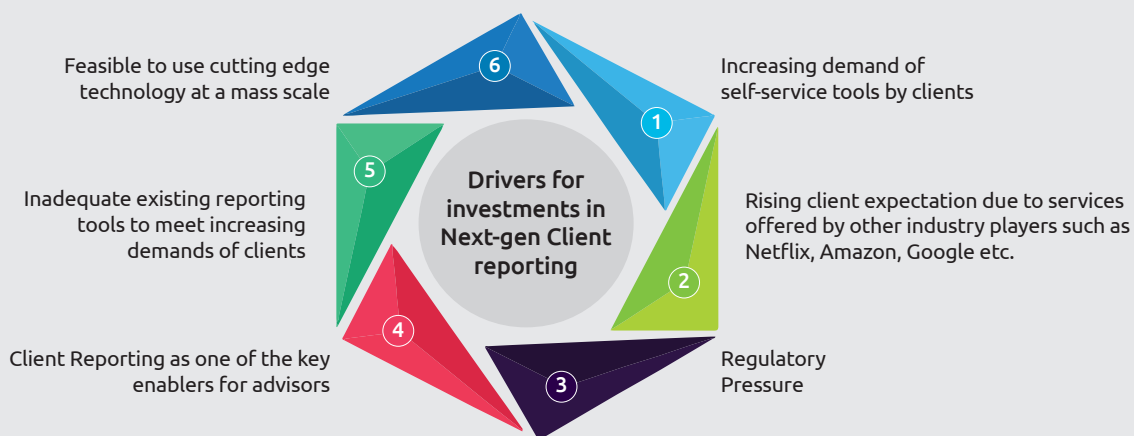 6
Feasible to use cutting edge
technology at a mass scale
Increasing demand of
self-service tools by clients
1
5
Inadequate existing reporting
tools to meet increasing
demands of clients
Drivers for
investments in
Next-gen Client
reporting
Rising client expectation due to services
offered by other industry players such as
Netflix, Amazon, Google etc.
2
4
Client Reporting as one of the key
enablers for advisors
3
Regulatory
Pressure